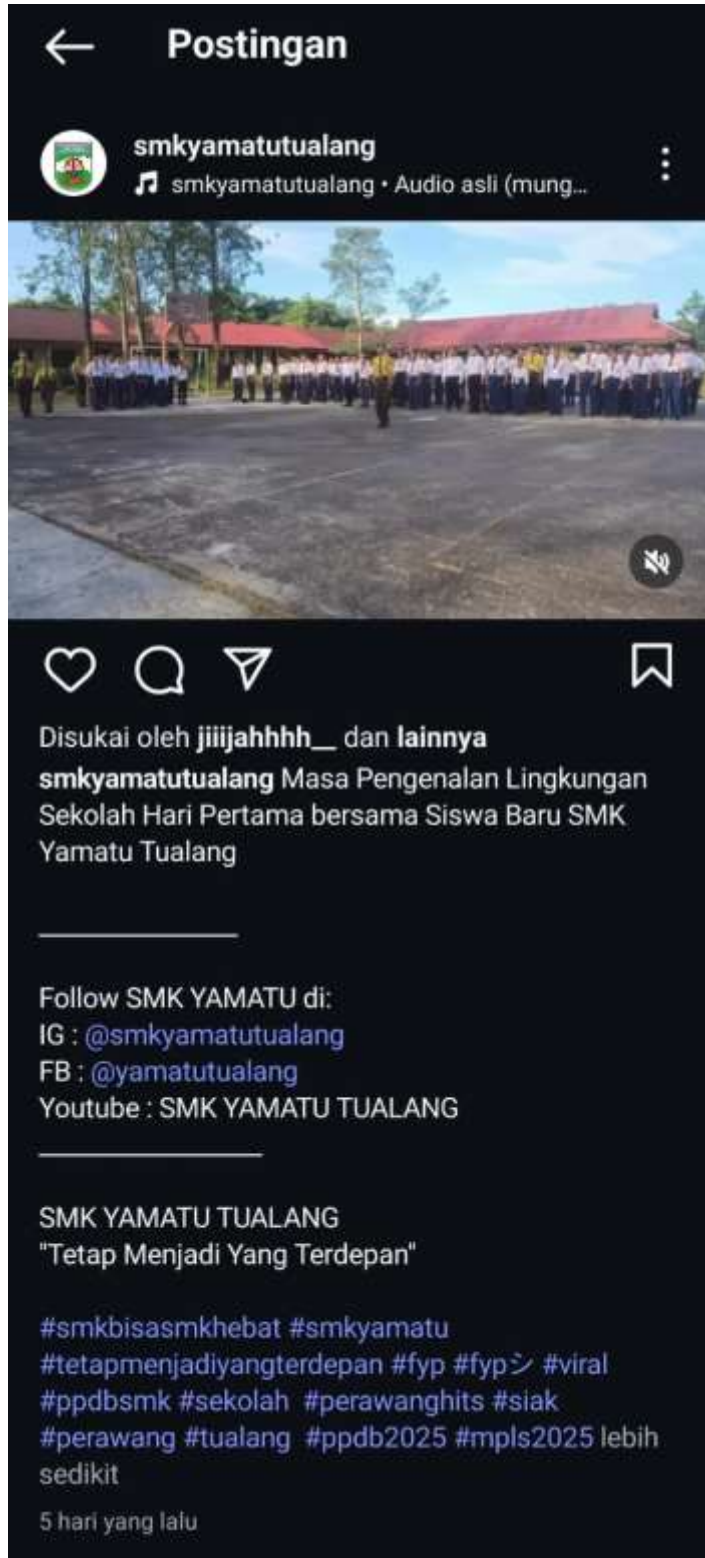 Postingan
smkyamatutualang
smkyamatutualang • Audio asli (mung...
Disukai oleh jiiijahhhh__ dan lainnya
smkyamatutualang Masa Pengenalan Lingkungan
Sekolah Hari Pertama bersama Siswa Baru SMK
Yamatu Tualang
Follow SMK YAMATU di:
IG : @smkyamatutualang
FB : @yamatutualang
Youtube : SMK YAMATU TUALANG
SMK YAMATU TUALANG
"Tetap Menjadi Yang Terdepan"
#smkbisasmkhebat #smkyamatu
#tetapmenjadiyangterdepan #fyp #fypシ #viral
#ppdbsmk #sekolah #perawanghits #siak
#perawang #tualang #ppdb2025 #mpls2025 lebih
sedikit
5 hari yang lalu